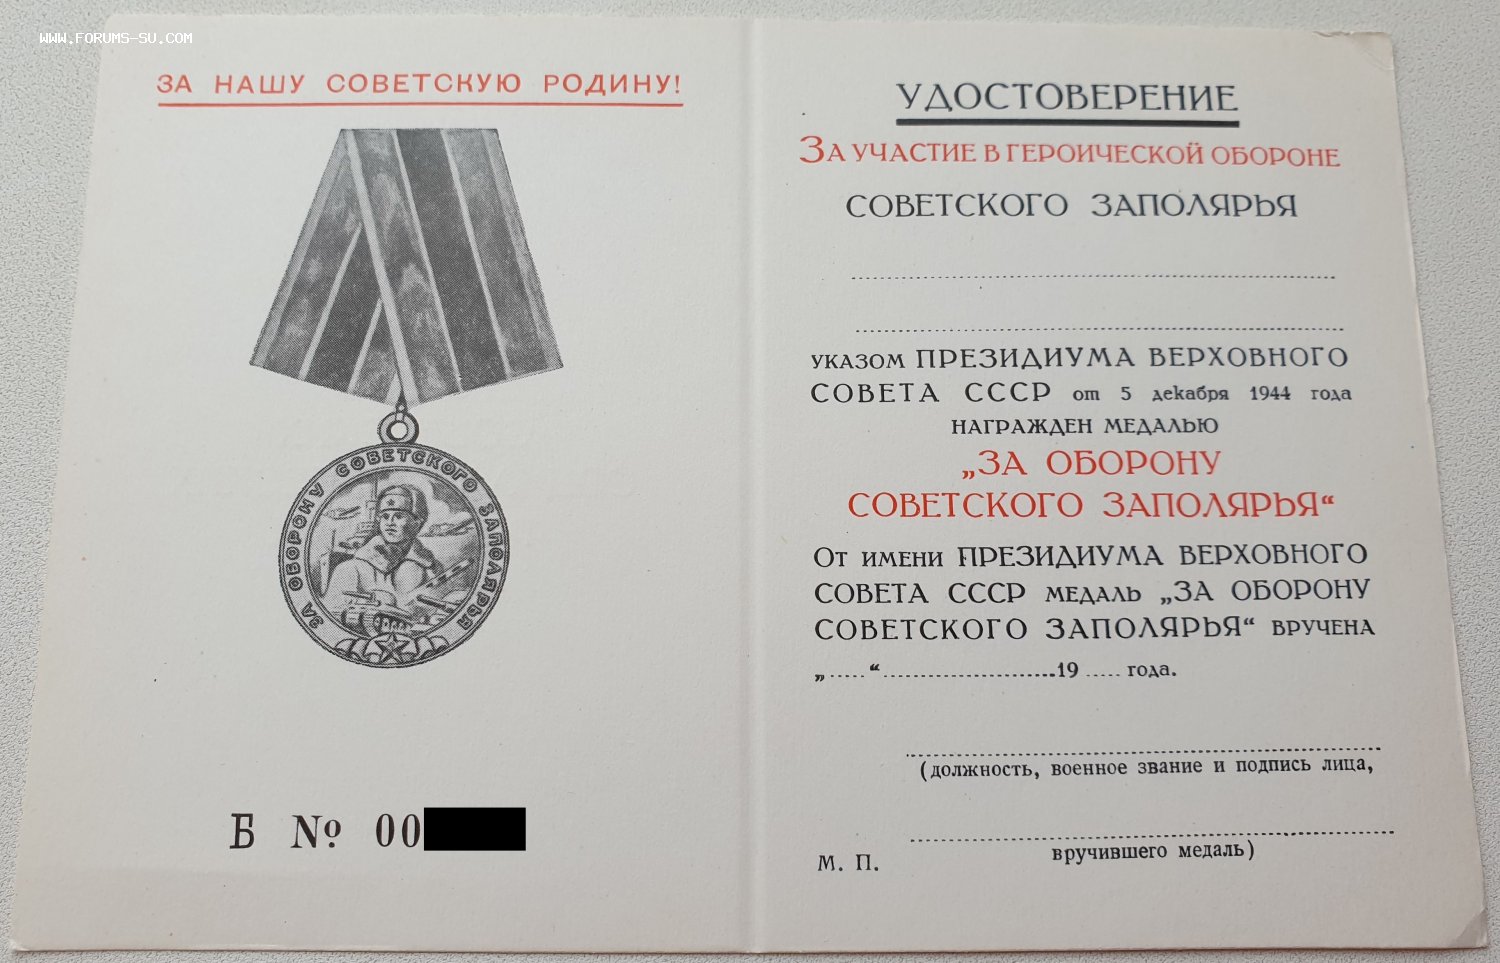 WWW.FORUMS-SU.COM
ЗА НАШУ СОВЕТСКУЮ РОДИНУ!
ЗА ОБОРОНУ СОВЕТСКОГО ЗАПОЛЯРЬЯ
Б № 00
УДОСТОВЕРЕНИЕ
ЗА УЧАСТИЕ В ГЕРОИЧЕСКОЙ ОБОРОНЕ
СОВЕТСКОГО ЗАПОЛЯРЬЯ
УКАЗОМ ПРЕЗИДИУМА ВЕРХОВНОГО
СОВЕТА СССР от 5 декабря 1944 года
НАГРАЖДЕН МЕДАЛЬЮ
„ЗА ОБОРОНУ
СОВЕТСКОГО ЗАПОЛЯРЬЯ“
ОТ ИМЕНИ ПРЕЗИДИУМА ВЕРХОВНОГО
СОВЕТА СССР МЕДАЛЬ „ЗА ОБОРОНУ
СОВЕТСКОГО ЗАПОЛЯРЬЯ“ ВРУЧЕНА
„.....“ ........................19 ..... года.
(должность, военное звание и подпись лица,
М. П. вручившего медаль)